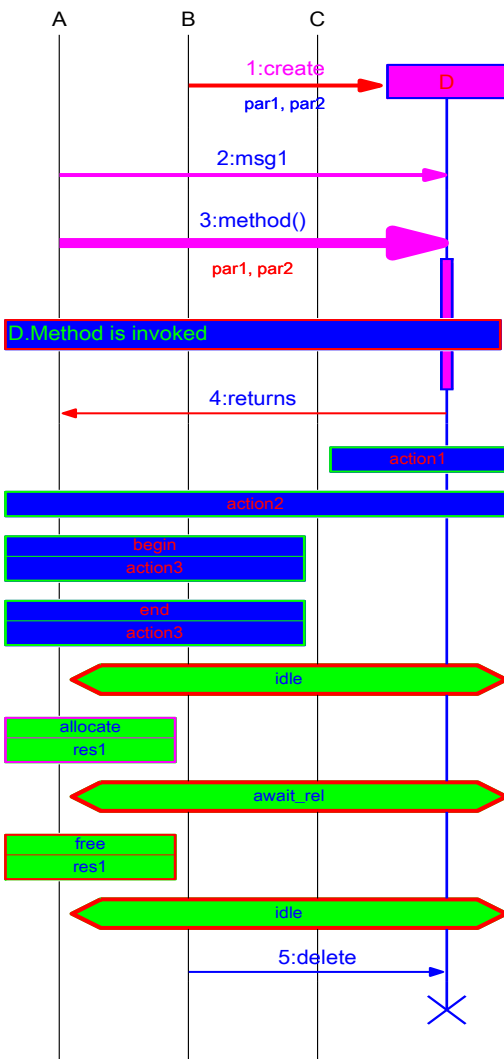 A B C
1:create
D
par1, par2
2:msg1
3:method()
par1, par2
D.Method is invoked
4:returns
action1
action2
begin
action3
end
action3
idle
allocate
res1
await_rel
free
res1
idle
5:delete